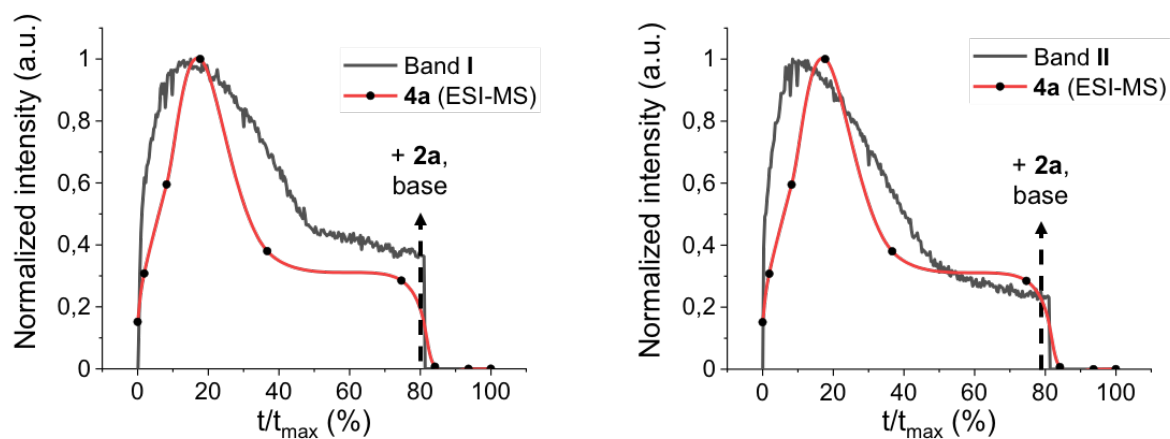 Normalized intensity (a.u.)
1
0,8
0,6
0,4
0,2
0
0 20 40 60 80 100
t/tmax (%)
Band I
4a (ESI-MS)
+ 2a,
base
Normalized intensity (a.u.)
1
0,8
0,6
0,4
0,2
0
0 20 40 60 80 100
t/tmax (%)
Band II
4a (ESI-MS)
+ 2a,
base